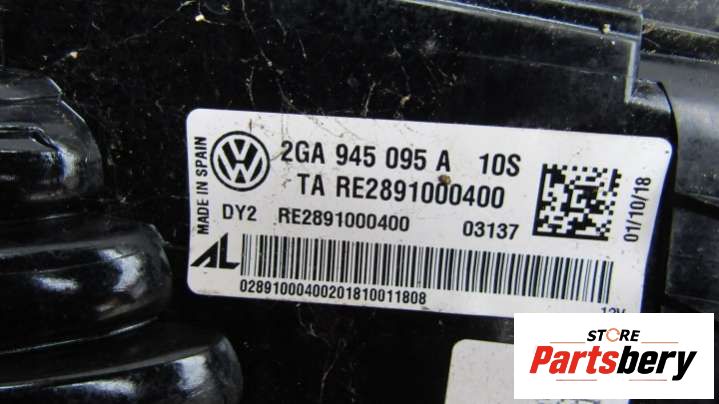 MADE IN SPAIN
2GA 945 095 A 10S
TA RE2891000400
DY2 RE2891000400 03137
01/10/18
AL
02891000400201810011808
12V
STORE
Partsbery